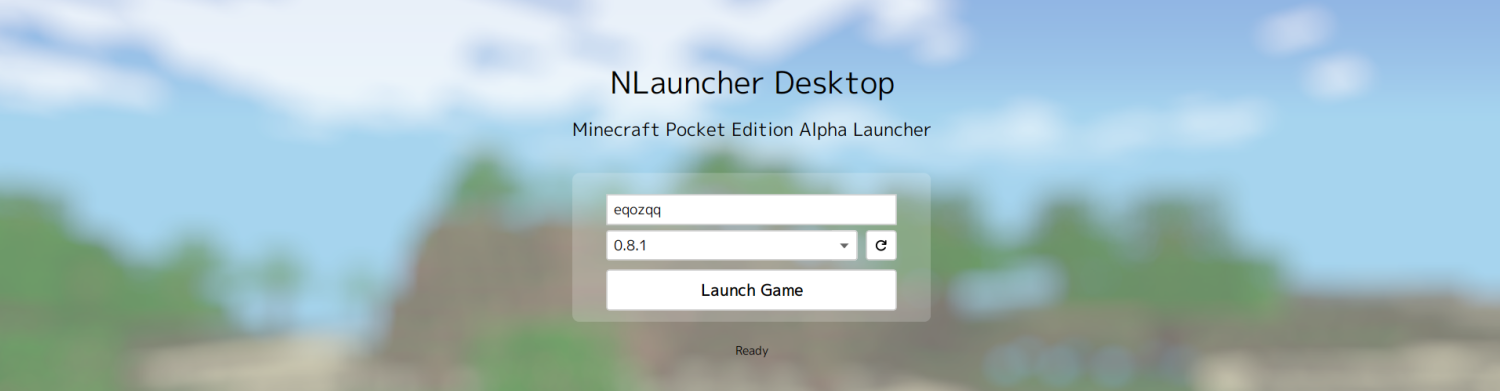 NLauncher Desktop
Minecraft Pocket Edition Alpha Launcher
eqozqq
0.8.1
Launch Game
Ready